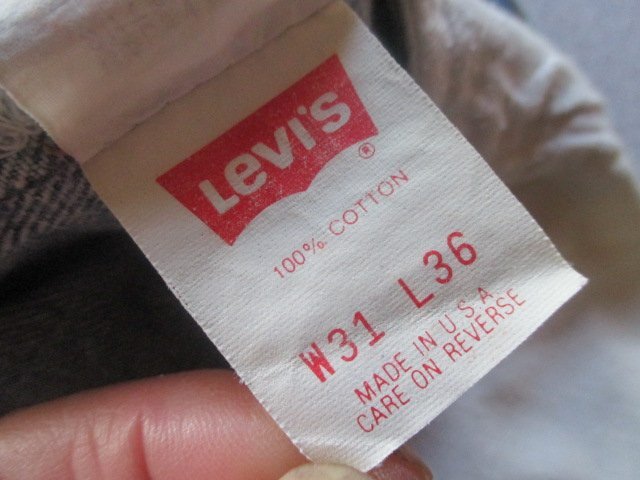 Levi's ®
100% COTTON
W31 L36
MADE IN U S A
CARE ON REVERSE